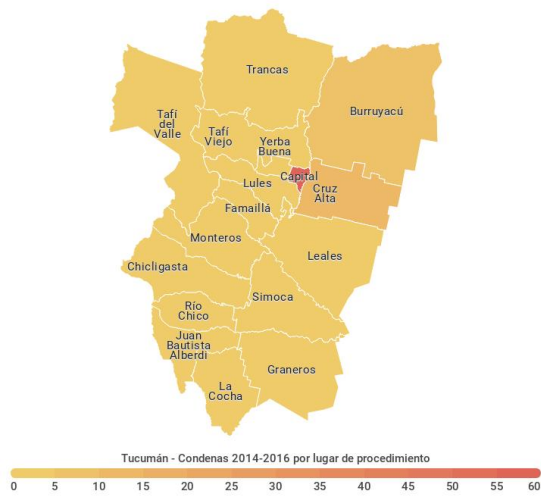 Trancas
Burruyacú
Tafí
del
Valle
Tafí
Viejo
Yerba
Buena
Capital
Lules
Cruz
Alta
Famaillá
Monteros
Leales
Chicligasta
Simoca
Río
Chico
Juan
Bautista
Alberdi
Graneros
La
Cocha
Tucumán - Condenas 2014-2016 por lugar de procedimiento
0 5 10 15 20 25 30 35 40 45 50 55 60